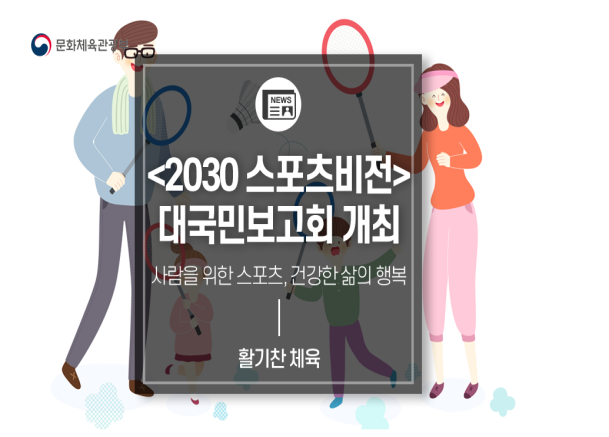 문화체육관광부
NEWS
<2030 스포츠비전>
대국민보고회 개최
사람을 위한 스포츠, 건강한 삶의 행복
활기찬 체육